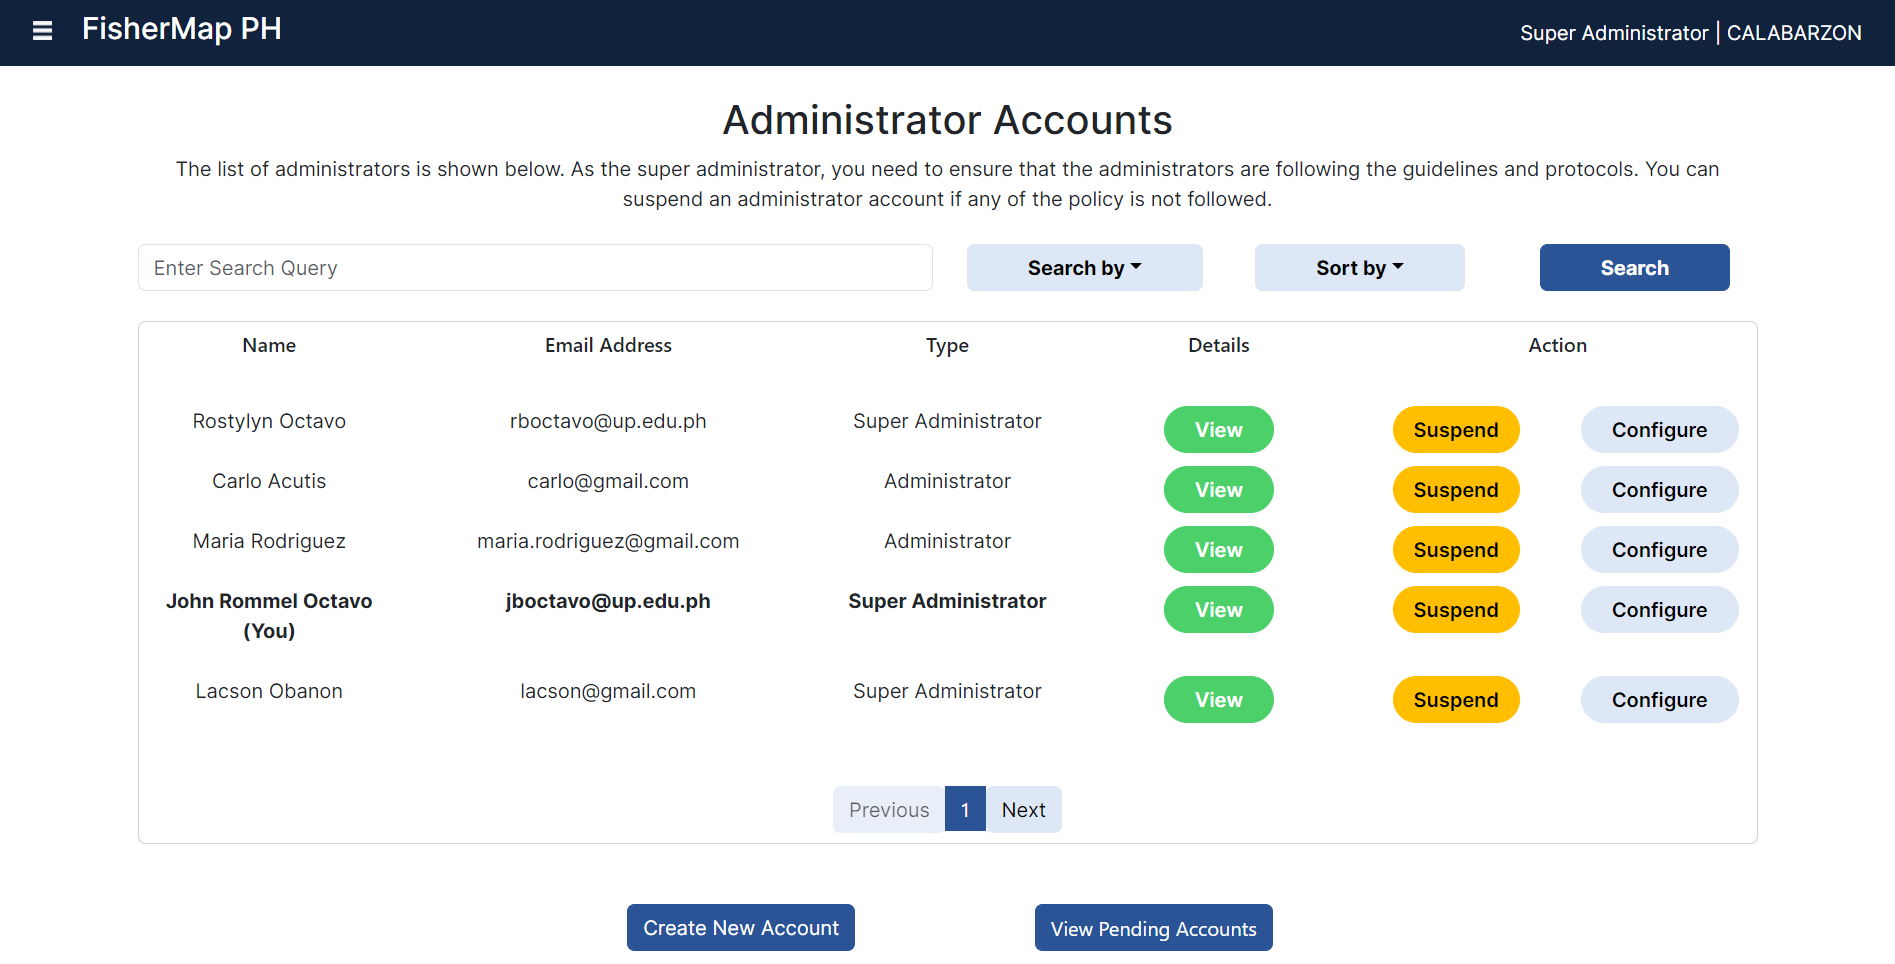 FisherMap PH
Super Administrator | CALABARZON
Administrator Accounts
The list of administrators is shown below. As the super administrator, you need to ensure that the administrators are following the guidelines and protocols. You can
suspend an administrator account if any of the policy is not followed.
Enter Search Query Search by Sort by Search
Name Email Address Type Details Action
Rostylyn Octavo rboctavo@up.edu.ph Super Administrator View Suspend Configure
Carlo Acutis carlo@gmail.com Administrator View Suspend Configure
Maria Rodriguez maria.rodriguez@gmail.com Administrator View Suspend Configure
John Rommel Octavo jboctavo@up.edu.ph Super Administrator View Suspend Configure
(You)
Lacson Obanon lacson@gmail.com Super Administrator View Suspend Configure
Previous 1 Next
Create New Account View Pending Accounts